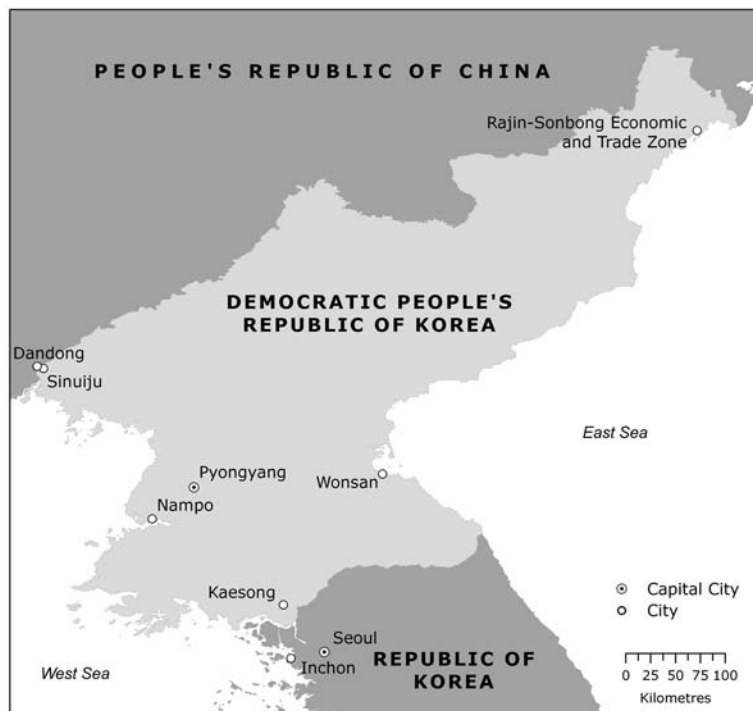 PEOPLE'S REPUBLIC OF CHINA
Rajin-Sonbong Economic
and Trade Zone
DEMOCRATIC PEOPLE'S
REPUBLIC OF KOREA
Dandong
Sinuiju
East Sea
Pyongyang
Wonsan
Nampo
Kaesong
Capital City
City
Seoul
Inchon
REPUBLIC OF
KOREA
West Sea
0 25 50 75 100
Kilometres